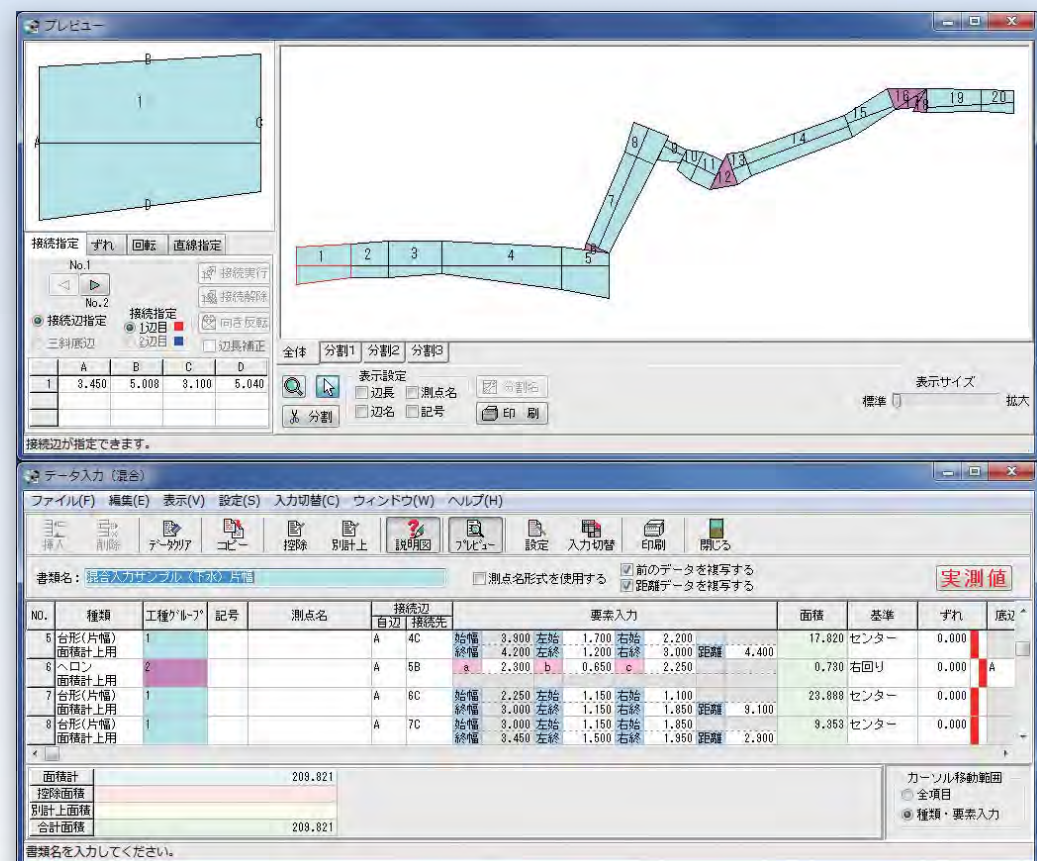 プレビュー
B
1
A
C
D
1
2
3
4
5
6
7
8
9
10
11
12
13
14
15
16
17
18
19
20
接続指定 ずれ 回転 直線指定
No.1
No.2
接続実行
接続解除
向き反転
辺長補正
接続辺指定
三斜底辺
接続指定
1辺目
2辺目
A B C D
1 3.450 5.008 3.100 5.040
全体 分割1 分割2 分割3
表示設定
辺長 測点名
辺名 記号
分割
分割名
印 刷
表示サイズ
標準 拡大
接続辺が指定できます。
データ入力(混合)
ファイル(F) 編集(E) 表示(V) 設定(S) 入力切替(C) ウィンドウ(W) ヘルプ(H)
挿入 削除 データクリア コピー 控除 別計上 説明図 プレビュー 設定 入力切替 印刷 閉じる
書類名: 混合入力サンプル(下水)片幅
測点名形式を使用する
前のデータを複写する
距離データを複写する
実測値
NO. 種類 工種グループ 記号 測点名 接続辺 要素入力 面積 基準 ずれ 底辺
自辺 接続先
5 台形(片幅) 1 A 4C 始幅 3.900 左始 1.700 右始 2.200 17.820 センター 0.000
面積計上用 終幅 4.200 左終 1.200 右終 3.000 距離 4.400
6 ヘロン 2 A 5B a 2.300 b 0.650 c 2.250 0.730 右回り 0.000 A
面積計上用
7 台形(片幅) 1 A 6C 始幅 2.250 左始 1.150 右始 1.100 23.888 センター 0.000
面積計上用 終幅 3.000 左終 1.150 右終 1.850 距離 9.100
8 台形(片幅) 1 A 7C 始幅 3.000 左始 1.150 右始 1.850 9.353 センター 0.000
面積計上用 終幅 3.450 左終 1.500 右終 1.950 距離 2.900
面積計 209.821
控除面積
別計上面積
合計面積 209.821
カーソル移動範囲
全項目
種類・要素入力
書類名を入力してください。